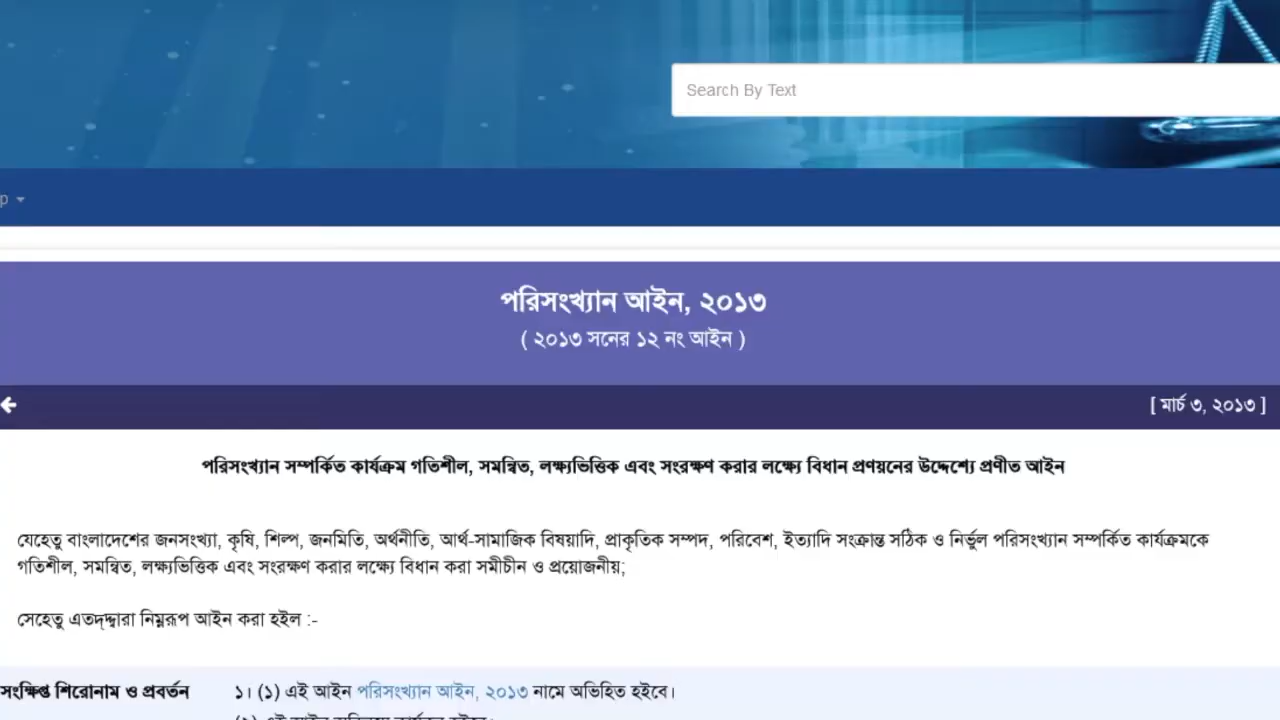 Search By Text
p
পরিসংখ্যান আইন, ২০১৩
( ২০১৩ সনের ১২ নং আইন )
[ মার্চ ৩, ২০১৩ ]
পরিসংখ্যান সম্পর্কিত কার্যক্রম গতিশীল, সমন্বিত, লক্ষ্যভিত্তিক এবং সংরক্ষণ করার লক্ষ্যে বিধান প্রণয়নের উদ্দেশ্যে প্রণীত আইন
যেহেতু বাংলাদেশের জনসংখ্যা, কৃষি, শিল্প, জনমিতি, অর্থনীতি, আর্থ-সামাজিক বিষয়াদি, প্রাকৃতিক সম্পদ, পরিবেশ, ইত্যাদি সংক্রান্ত সঠিক ও নির্ভুল পরিসংখ্যান সম্পর্কিত কার্যক্রমকে
গতিশীল, সমন্বিত, লক্ষ্যভিত্তিক এবং সংরক্ষণ করার লক্ষ্যে বিধান করা সমীচীন ও প্রয়োজনীয়;
সেহেতু এতদ্দ্বারা নিম্নরূপ আইন করা হইল :-
সংক্ষিপ্ত শিরোনাম ও প্রবর্তন ১। (১) এই আইন পরিসংখ্যান আইন, ২০১৩ নামে অভিহিত হইবে।